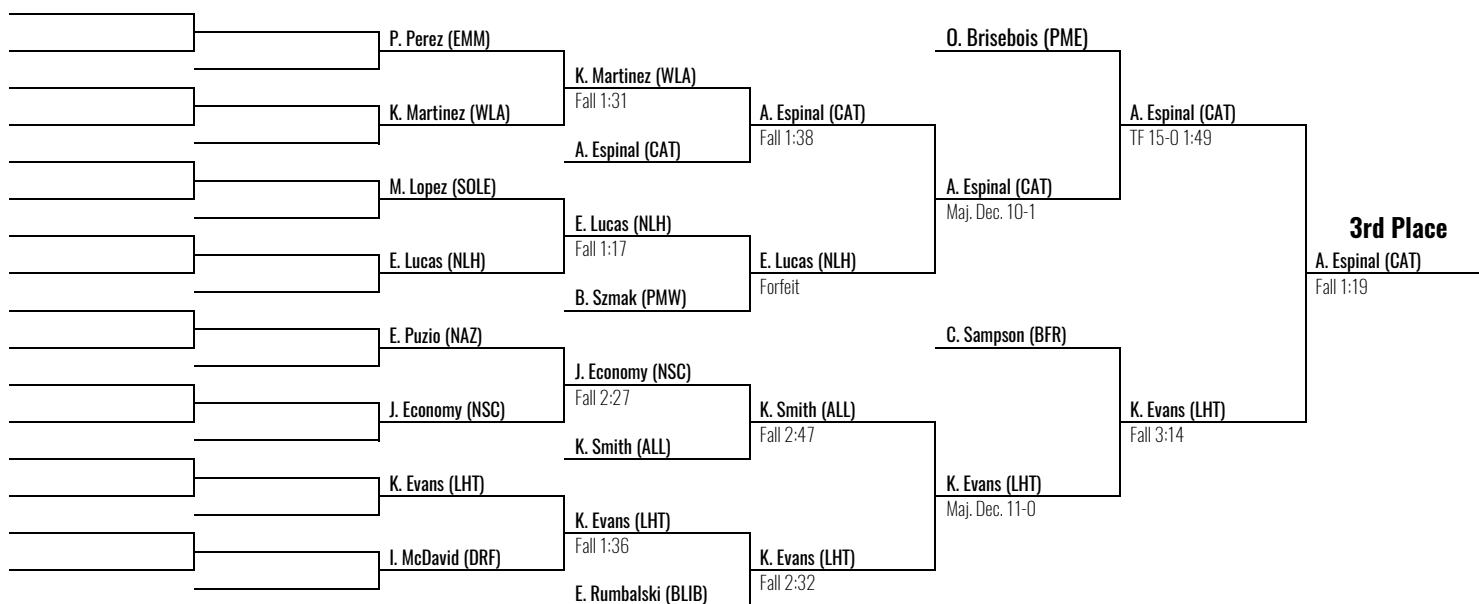 P. Perez (EMM)
K. Martinez (WLA)
M. Lopez (SOLE)
E. Lucas (NLH)
E. Puzio (NAZ)
J. Economy (NSC)
K. Evans (LHT)
I. McDavid (DRF)
K. Martinez (WLA)
Fall 1:31
A. Espinal (CAT)
E. Lucas (NLH)
Fall 1:17
B. Szmak (PMW)
J. Economy (NSC)
Fall 2:27
K. Smith (ALL)
K. Evans (LHT)
Fall 1:36
E. Rumbalski (BLIB)
A. Espinal (CAT)
Fall 1:38
E. Lucas (NLH)
Forfeit
K. Smith (ALL)
Fall 2:47
K. Evans (LHT)
Fall 2:32
O. Brisebois (PME)
A. Espinal (CAT)
Maj. Dec. 10-1
C. Sampson (BFR)
K. Evans (LHT)
Maj. Dec. 11-0
A. Espinal (CAT)
TF 15-0 1:49
K. Evans (LHT)
Fall 3:14
3rd Place
A. Espinal (CAT)
Fall 1:19